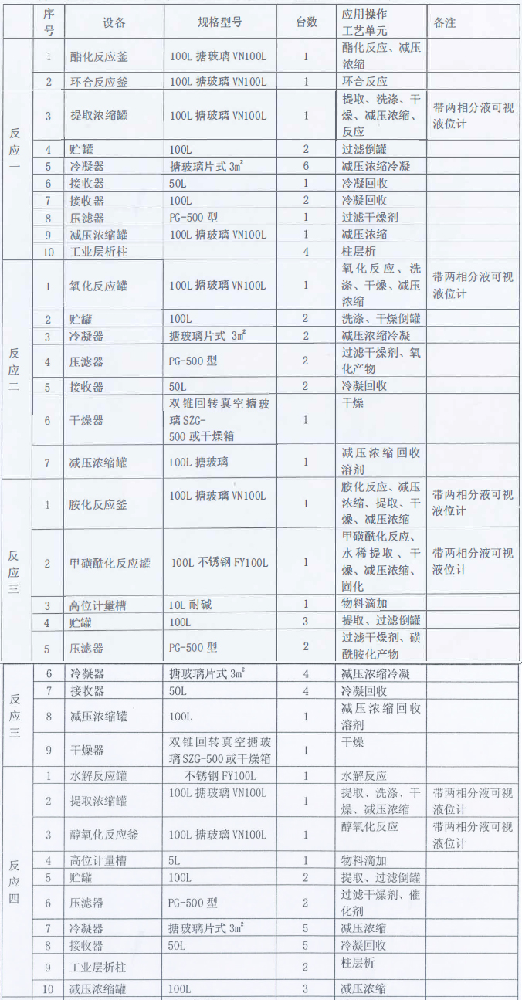 序号 设备 规格型号 台数 应用操作工艺单元 备注
反应一
1 酯化反应釜 100L 搪玻璃 VN100L 1 酯化反应、减压浓缩
2 环合反应釜 100L 搪玻璃 VN100L 1 环合反应
3 提取浓缩罐 100L 搪玻璃 VN100L 1 提取、洗涤、干燥、减压浓缩、反应 带两相分液可视液位计
4 贮罐 100L 2 过滤倒罐
5 冷凝器 搪玻璃片式 3㎡ 6 减压浓缩冷凝
6 接收器 50L 1 冷凝回收
7 接收器 100L 2 冷凝回收
8 压滤器 PG-500 型 1 过滤干燥剂
9 减压浓缩罐 100L 搪玻璃 VN100L 1 减压浓缩
10 工业层析柱 4 柱层析
反应二
1 氧化反应罐 100L 搪玻璃 VN100L 1 氧化反应、洗涤、干燥、减压浓缩 带两相分液可视液位计
2 贮罐 100L 2 洗涤、干燥倒罐
3 冷凝器 搪玻璃片式 3㎡ 2 减压浓缩冷凝
4 压滤器 PG-500 型 2 过滤干燥剂、氧化产物
5 接收器 50L 2 冷凝回收
6 干燥器 双锥回转真空搪玻璃 SZG-500 或干燥箱 1 干燥
7 减压浓缩罐 100L 搪玻璃 1 减压浓缩回收溶剂
反应三
1 胺化反应釜 100L 搪玻璃 VN100L 1 胺化反应、减压浓缩、提取、干燥、减压浓缩 带两相分液可视液位计
2 甲磺酰化反应罐 100L 不锈钢 FY100L 1 甲磺酰化反应、水稀提取、干燥、减压浓缩、固化 带两相分液可视液位计
3 高位计量槽 10L 耐碱 1 物料滴加
4 贮罐 100L 3 提取、过滤倒罐
5 压滤器 PG-500 型 2 过滤干燥剂、磺酰胺化产物
反应三
6 冷凝器 搪玻璃片式 3㎡ 4 减压浓缩冷凝
7 接收器 50L 4 冷凝回收
8 减压浓缩罐 100L 1 减压浓缩回收溶剂
9 干燥器 双锥回转真空搪玻璃 SZG-500 或干燥箱 1 干燥
反应四
1 水解反应罐 不锈钢 FY100L 1 水解反应
2 提取浓缩罐 100L 搪玻璃 VN100L 1 提取、洗涤、干燥、减压浓缩 带两相分液可视液位计
3 醇氧化反应釜 100L 搪玻璃 VN100L 1 醇氧化反应 带两相分液可视液位计
4 高位计量槽 5L 1 物料滴加
5 贮罐 100L 2 提取、过滤倒罐
6 压滤器 PG-500 型 2 过滤干燥剂、催化剂
7 冷凝器 搪玻璃片式 3㎡ 5 减压浓缩
8 接收器 50L 5 冷凝回收
9 工业层析柱 2 柱层析
10 减压浓缩罐 100L 3 减压浓缩